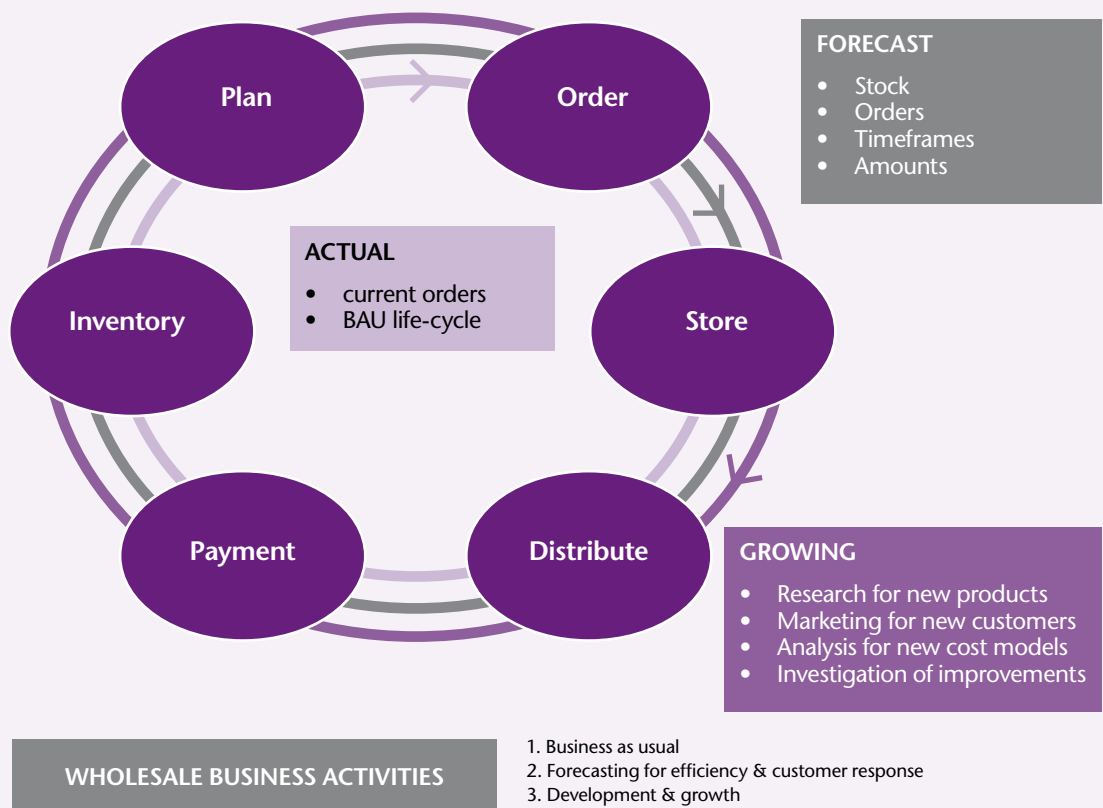 Plan
Order
Store
Distribute
Payment
Inventory
FORECAST
• Stock
• Orders
• Timeframes
• Amounts
ACTUAL
• current orders
• BAU life-cycle
GROWING
• Research for new products
• Marketing for new customers
• Analysis for new cost models
• Investigation of improvements
WHOLESALE BUSINESS ACTIVITIES
1. Business as usual
2. Forecasting for efficiency & customer response
3. Development & growth